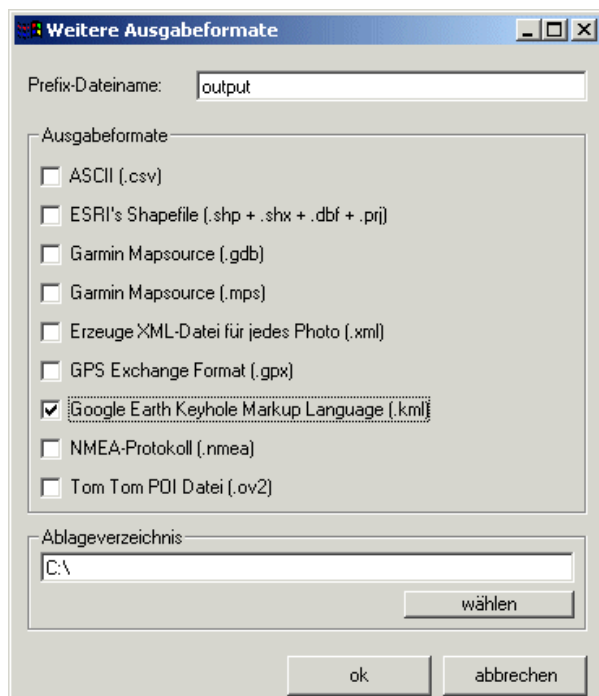 Weitere Ausgabeformate
Prefix-Dateiname: output
Ausgabeformate
ASCII (.csv)
ESRI's Shapefile (.shp + .shx + .dbf + .prj)
Garmin Mapsource (.gdb)
Garmin Mapsource (.mps)
Erzeuge XML-Datei für jedes Photo (.xml)
GPS Exchange Format (.gpx)
Google Earth Keyhole Markup Language (.kml)
NMEA-Protokoll (.nmea)
Tom Tom POI Datei (.ov2)
Ablageverzeichnis
C:\
wählen
ok abbrechen